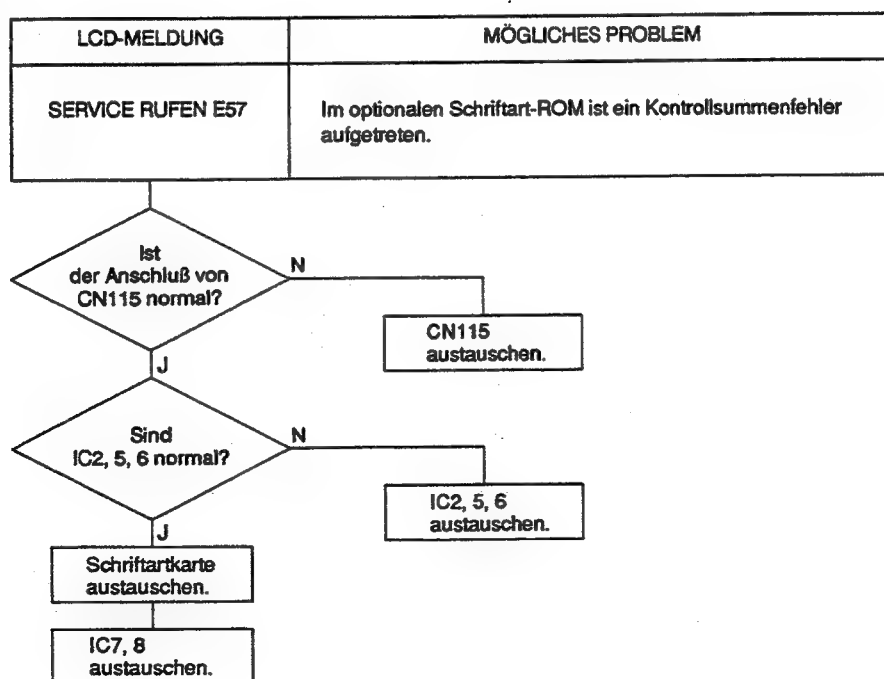 LCD-MELDUNG
MÖGLICHES PROBLEM
SERVICE RUFEN E57
Im optionalen Schriftart-ROM ist ein Kontrollsummenfehler
aufgetreten.
Ist
der Anschluß von
CN115 normal?
N
CN115
austauschen.
J
Sind
IC2, 5, 6 normal?
N
IC2, 5, 6
austauschen.
J
Schriftartkarte
austauschen.
IC7, 8
austauschen.